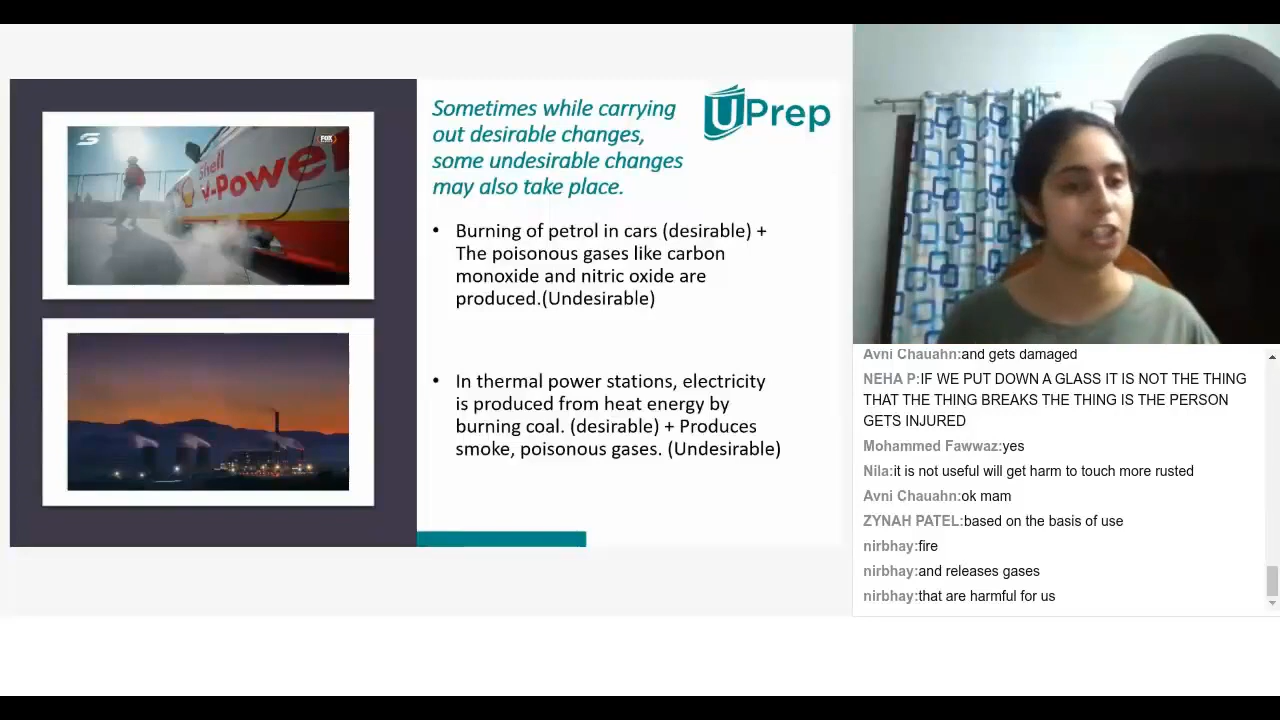 Shell
V-Power
FOX
Sometimes while carrying
out desirable changes,
some undesirable changes
may also take place.
UPrep
• Burning of petrol in cars (desirable) +
The poisonous gases like carbon
monoxide and nitric oxide are
produced.(Undesirable)
• In thermal power stations, electricity
is produced from heat energy by
burning coal. (desirable) + Produces
smoke, poisonous gases. (Undesirable)
Avni Chauahn:and gets damaged
NEHA P:IF WE PUT DOWN A GLASS IT IS NOT THE THING
THAT THE THING BREAKS THE THING IS THE PERSON
GETS INJURED
Mohammed Fawwaz:yes
Nila:it is not useful will get harm to touch more rusted
Avni Chauahn:ok mam
ZYNAH PATEL:based on the basis of use
nirbhay:fire
nirbhay:and releases gases
nirbhay:that are harmful for us